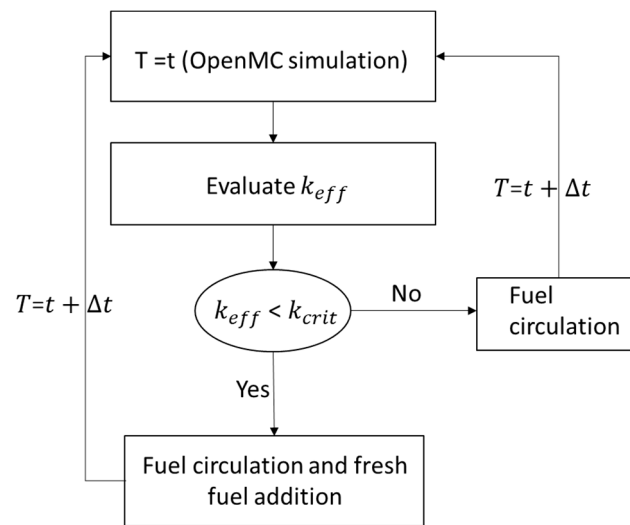 T =t (OpenMC simulation)
Evaluate k_eff
T=t + Δt
k_eff < k_crit
No
Fuel
circulation
T=t + Δt
Yes
Fuel circulation and fresh
fuel addition